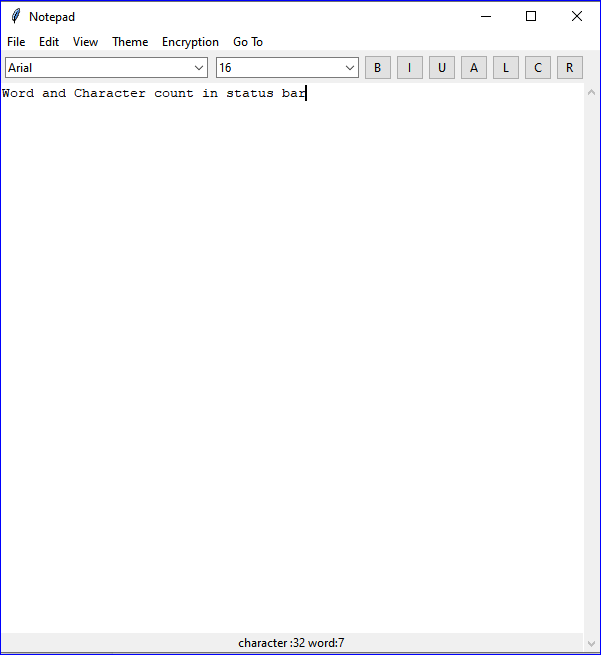 Notepad
File Edit View Theme Encryption Go To
Arial 16 B I U A L C R
Word and Character count in status bar
character :32 word:7